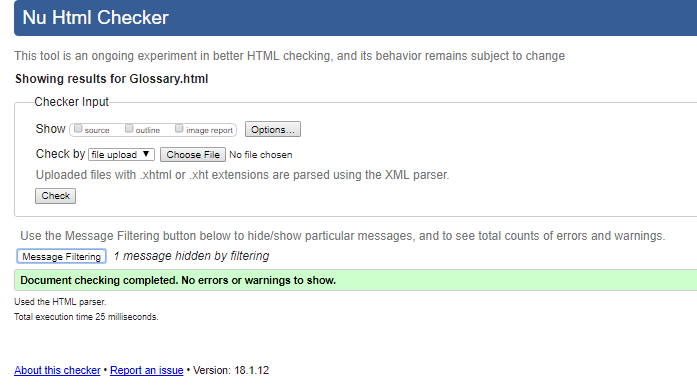 Nu Html Checker
This tool is an ongoing experiment in better HTML checking, and its behavior remains subject to change
Showing results for Glossary.html
Checker Input
Show source outline image report Options...
Check by file upload Choose File No file chosen
Uploaded files with .xhtml or .xht extensions are parsed using the XML parser.
Check
Use the Message Filtering button below to hide/show particular messages, and to see total counts of errors and warnings.
Message Filtering 1 message hidden by filtering
Document checking completed. No errors or warnings to show.
Used the HTML parser.
Total execution time 25 milliseconds.
About this checker • Report an issue • Version: 18.1.12